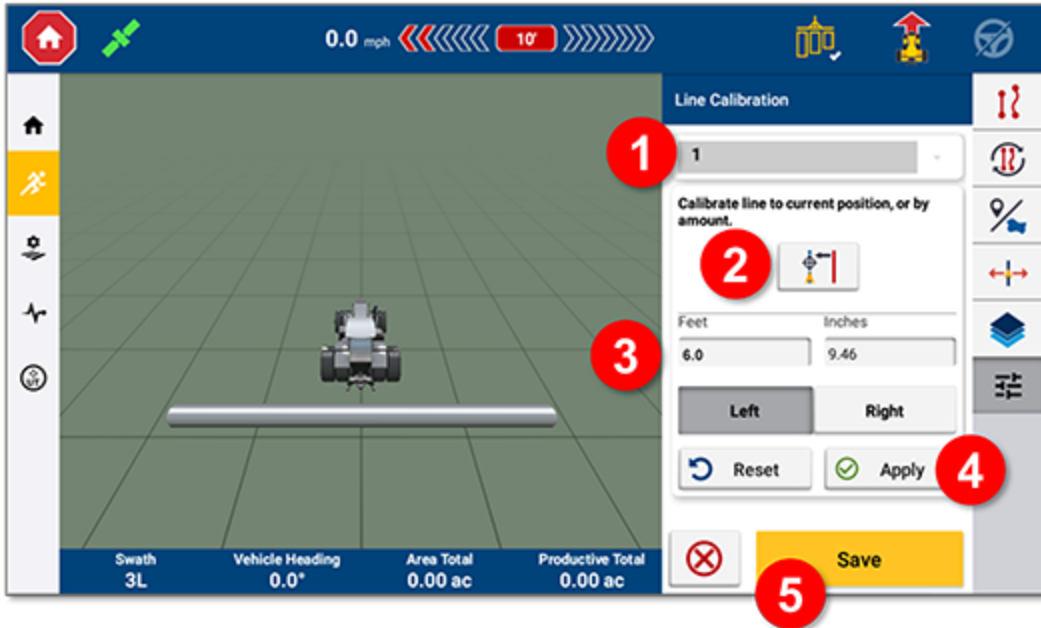 0.0 mph
10'
Line Calibration
1
1
Calibrate line to current position, or by
amount.
2
Feet
Inches
3
6.0
9.46
Left
Right
Reset
Apply
4
Save
5
Swath
3L
Vehicle Heading
0.0°
Area Total
0.00 ac
Productive Total
0.00 ac